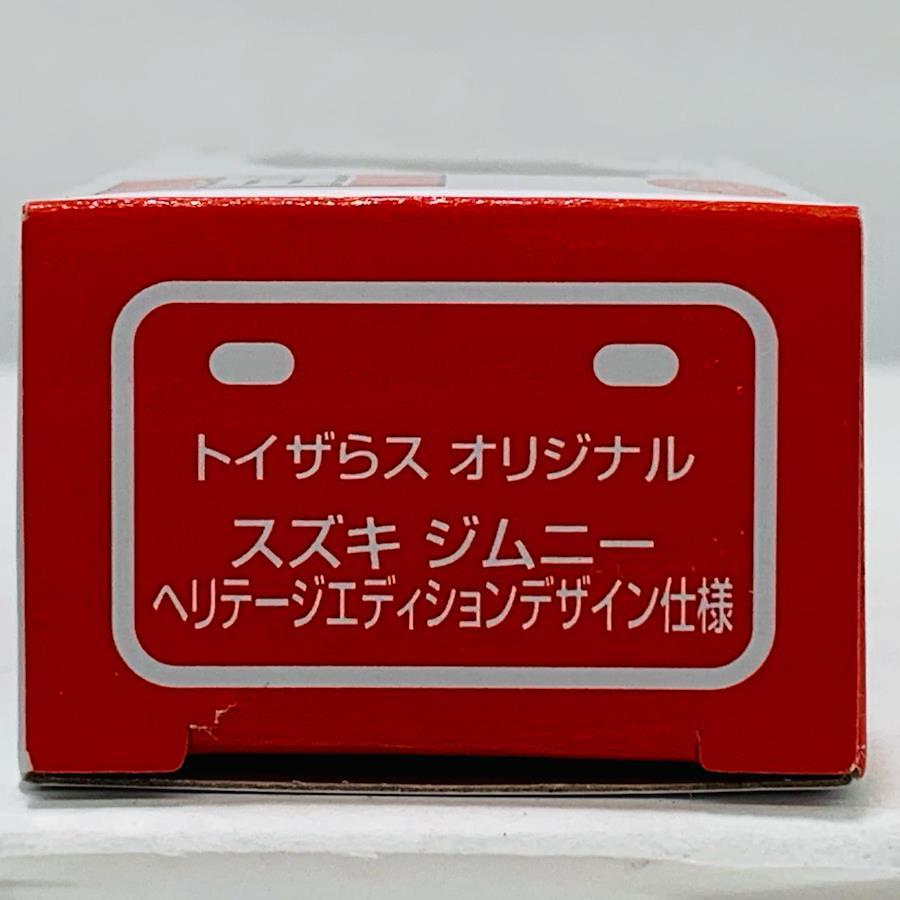 トイザらス オリジナル
スズキ ジムニー
ヘリテージエディションデザイン仕様